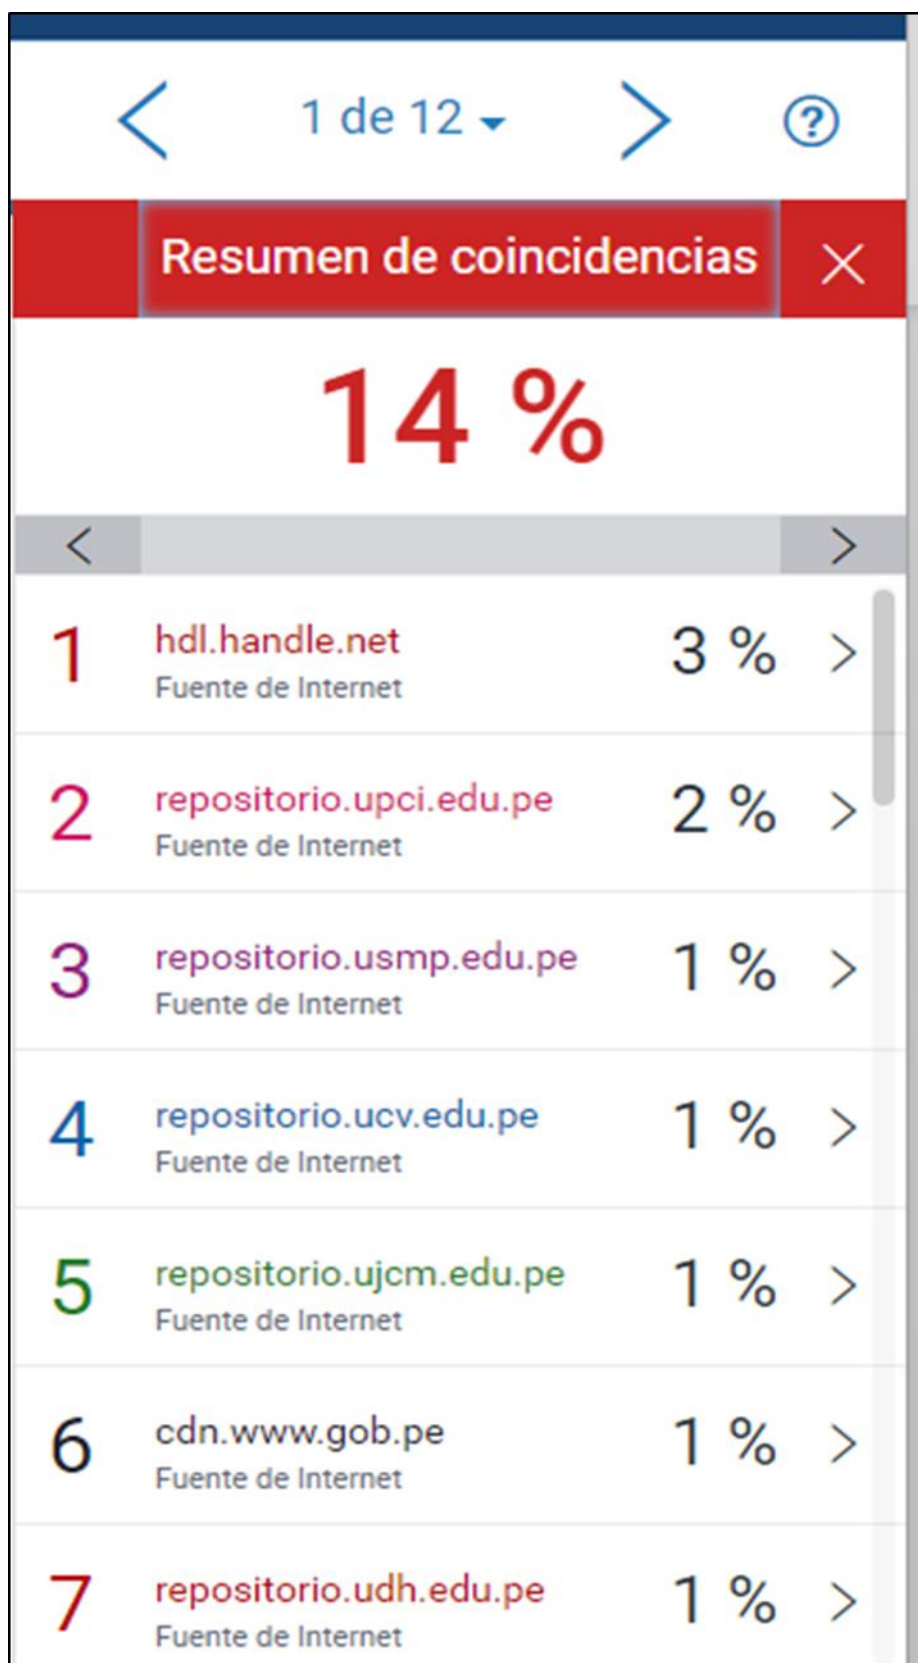 1 de 12
Resumen de coincidencias
14 %
1 hdl.handle.net 3 %
Fuente de Internet
2 repositorio.upci.edu.pe 2 %
Fuente de Internet
3 repositorio.usmp.edu.pe 1 %
Fuente de Internet
4 repositorio.ucv.edu.pe 1 %
Fuente de Internet
5 repositorio.ujcm.edu.pe 1 %
Fuente de Internet
6 cdn.www.gob.pe 1 %
Fuente de Internet
7 repositorio.udh.edu.pe 1 %
Fuente de Internet